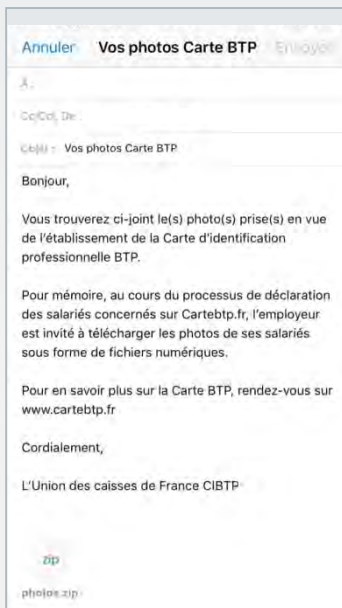 Annuler Vos photos Carte BTP Envoyer
À :
Cc/Cci, De :
Objet : Vos photos Carte BTP
Bonjour,
Vous trouverez ci-joint le(s) photo(s) prise(s) en vue
de l'établissement de la Carte d'identification
professionnelle BTP.
Pour mémoire, au cours du processus de déclaration
des salariés concernés sur Cartebtp.fr, l'employeur
est invité à télécharger les photos de ses salariés
sous forme de fichiers numériques.
Pour en savoir plus sur la Carte BTP, rendez-vous sur
www.cartebtp.fr
Cordialement,
L'Union des caisses de France CIBTP
zip
photos.zip